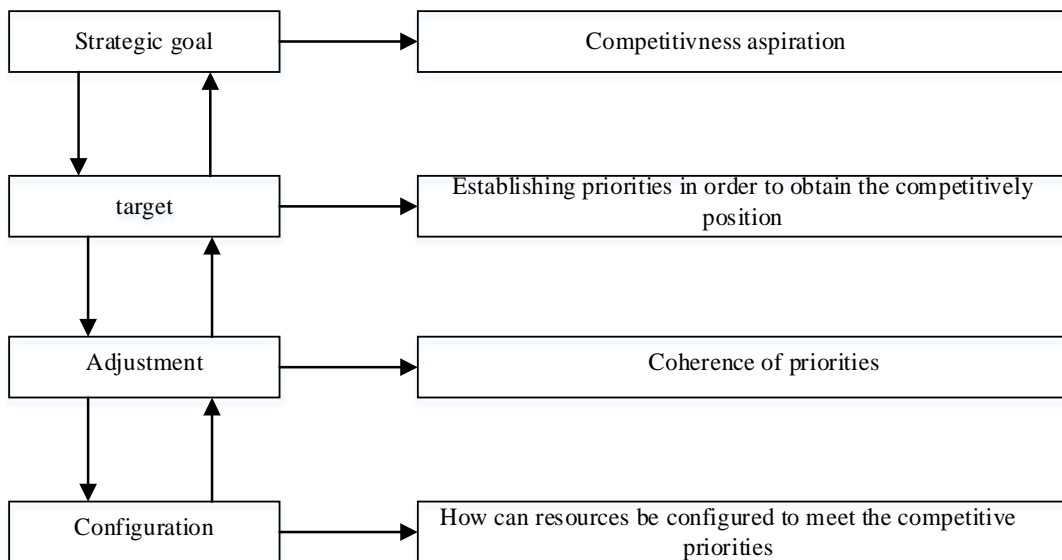 Strategic goal
Competitivness aspiration
target
Establishing priorities in order to obtain the competitively
position
Adjustment
Coherence of priorities
Configuration
How can resources be configured to meet the competitive
priorities